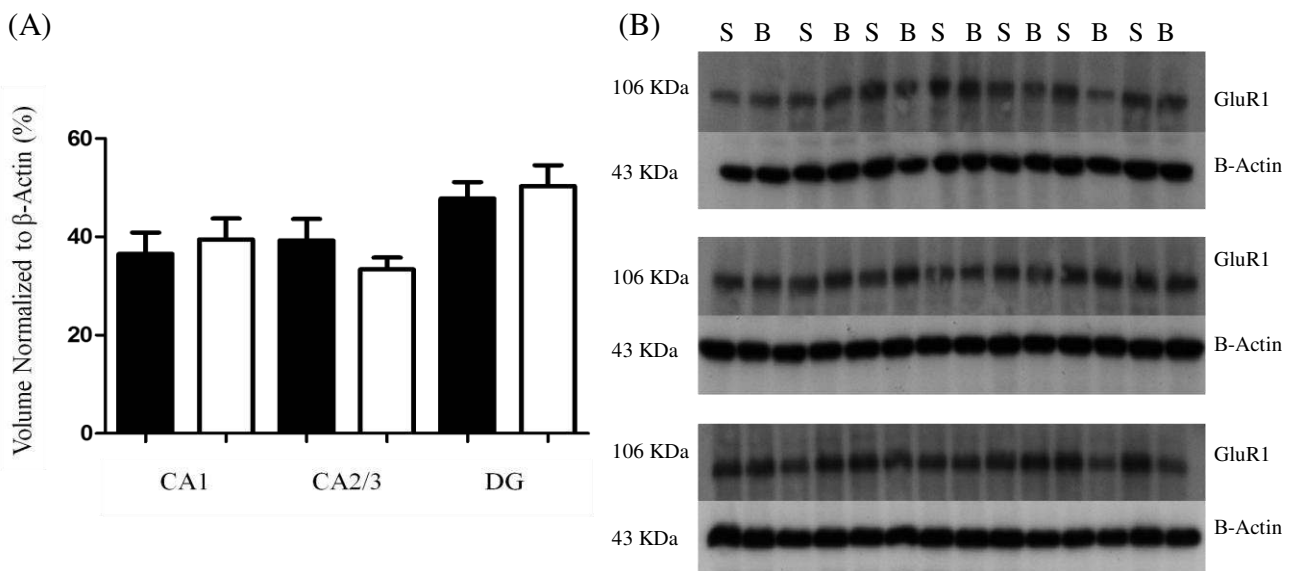 (A)
Volume Normalized to β-Actin (%)
60
40
20
0
CA1 CA2/3 DG
(B)
S B S B S B S B S B S B S B
106 KDa GluR1
43 KDa B-Actin
106 KDa GluR1
43 KDa B-Actin
106 KDa GluR1
43 KDa B-Actin